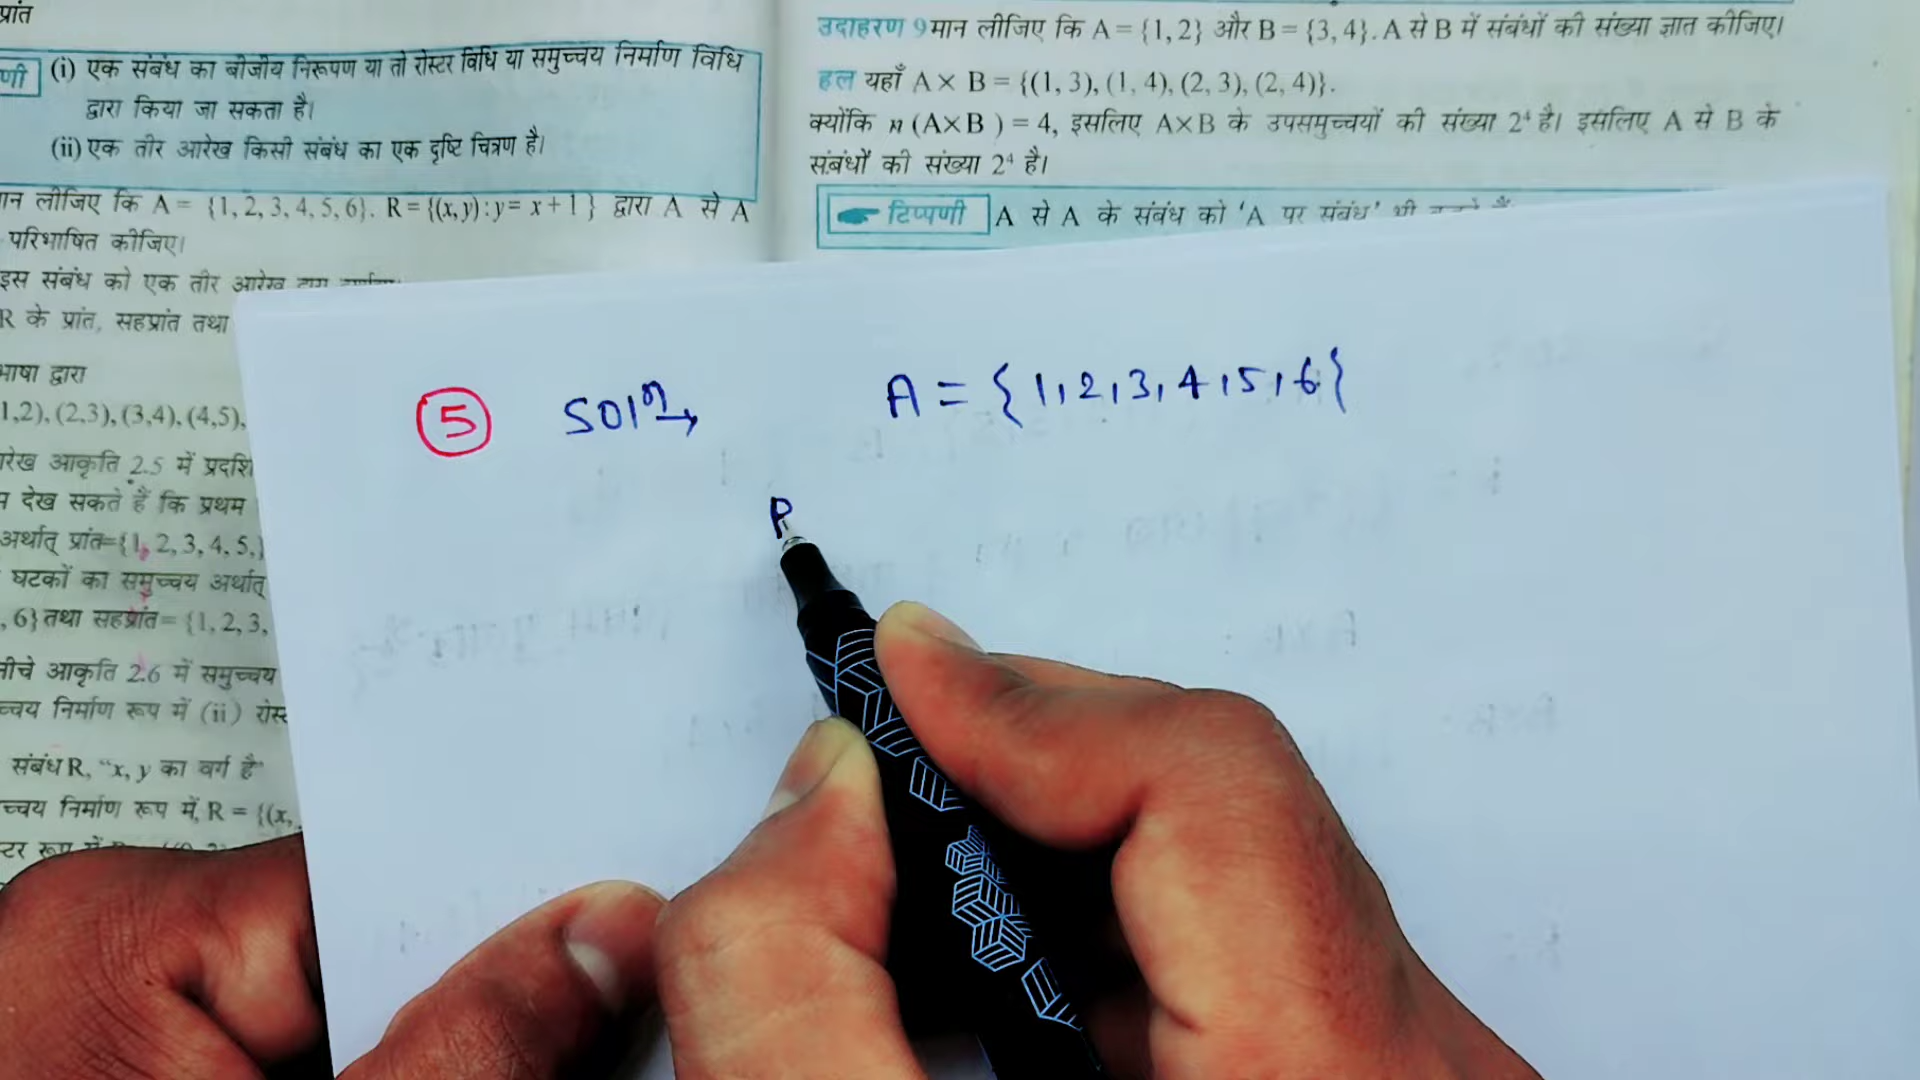 प्रांत
णी (i) एक संबंध का बीजीय निरूपण या तो रोस्टर विधि या समुच्चय निर्माण विधि
द्वारा किया जा सकता है।
(ii) एक तीर आरेख किसी संबंध का एक दृष्टि चित्रण है।
मान लीजिए कि A = {1, 2, 3, 4, 5, 6}. R = {(x, y) : y = x + 1 } द्वारा A से A
परिभाषित कीजिए।
इस संबंध को एक तीर आरेख द्वारा
R के प्रांत, सहप्रांत तथा
भाषा द्वारा
1,2), (2,3), (3,4), (4,5),
आकृति 2.5 में
देख सकते हैं कि प्रथम
अर्थात् प्रांत={1, 2, 3, 4, 5,}
घटकों का समुच्चय अर्थात्
, 6} तथा सहप्रांत= {1, 2, 3,
नीचे आकृति 2.6 में समुच्चय
च्चय निर्माण रूप में (ii)
संबंध R, “x, y का वर्ग है”
च्चय निर्माण रूप में, R = {(x,
उदाहरण 9 मान लीजिए कि A = {1, 2} और B = {3, 4}. A से B में संबंधों की संख्या ज्ञात कीजिए।
हल यहाँ A × B = {(1, 3), (1, 4), (2, 3), (2, 4)}.
क्योंकि n (A×B ) = 4, इसलिए A×B के उपसमुच्चयों की संख्या 2⁴ है। इसलिए A से B के
संबंधों की संख्या 2⁴ है।
टिप्पणी A से A के संबंध को ‘A पर संबंध’ भी
5 Solⁿ→ A = {1,2,3,4,5,6}